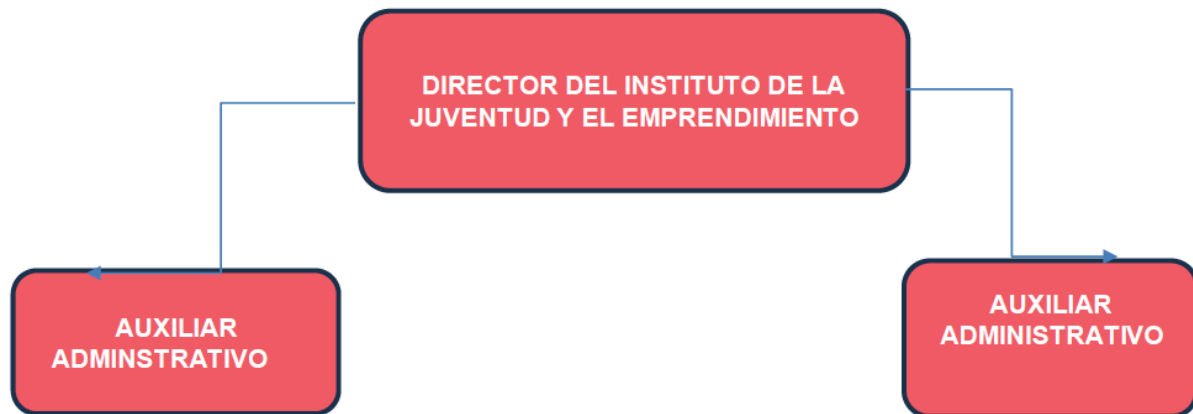 DIRECTOR DEL INSTITUTO DE LA
JUVENTUD Y EL EMPRENDIMIENTO
AUXILIAR
ADMINSTRATIVO
AUXILIAR
ADMINISTRATIVO